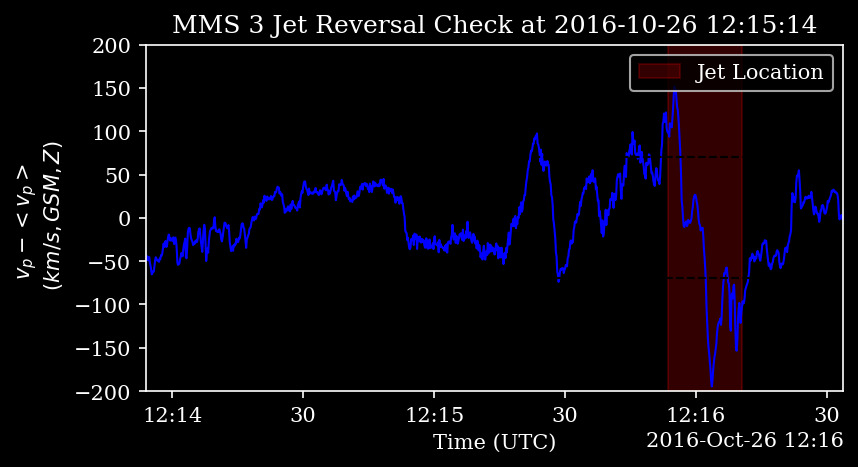 MMS 3 Jet Reversal Check at 2016-10-26 12:15:14
Jet Location
200
150
100
50
0
−50
−100
−150
−200
v_p − < v_p >
(km/s, GSM, Z)
12:14
30
12:15
30
12:16
30
Time (UTC)
2016-Oct-26 12:16